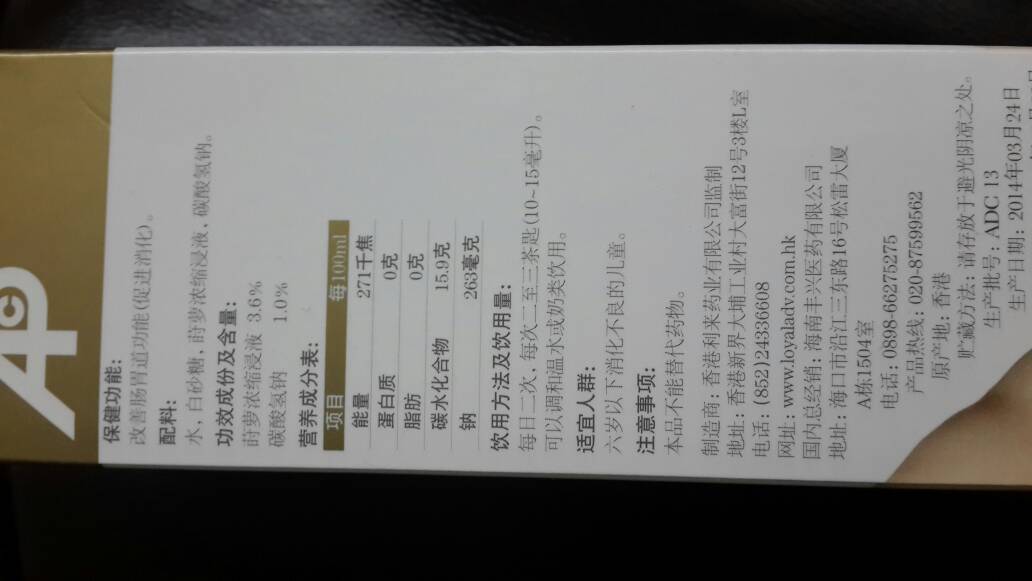 保健功能：
改善肠胃道功能(促进消化)。
配料：
水，白砂糖，莳萝浓缩浸液，碳酸氢钠。
功效成份及含量：
莳萝浓缩浸液 3.6%
碳酸氢钠 1.0%
营养成分表：
项目 每100ml
能量 271千焦
蛋白质 0克
脂肪 0克
碳水化合物 15.9克
钠 263毫克
饮用方法及饮用量：
每日二次，每次二至三茶匙(10~15毫升)。
可以调和温水或奶类饮用。
适宜人群：
六岁以下消化不良的儿童。
注意事项：
本品不能替代药物。
制造商：香港利来药业有限公司监制
地址：香港新界大埔工业村大富街12号3楼L室
电话：(852)24336608
网址：www.loyaladv.com.hk
国内总经销：海南丰兴医药有限公司
地址：海口市沿江三东路16号松雷大厦
A栋1504室
电话：0898-66275275
产品热线：020-87599562
原产地：香港
贮藏方法：请存放于避光阴凉之处。
生产批号：ADC 13
生产日期：2014年03月24日